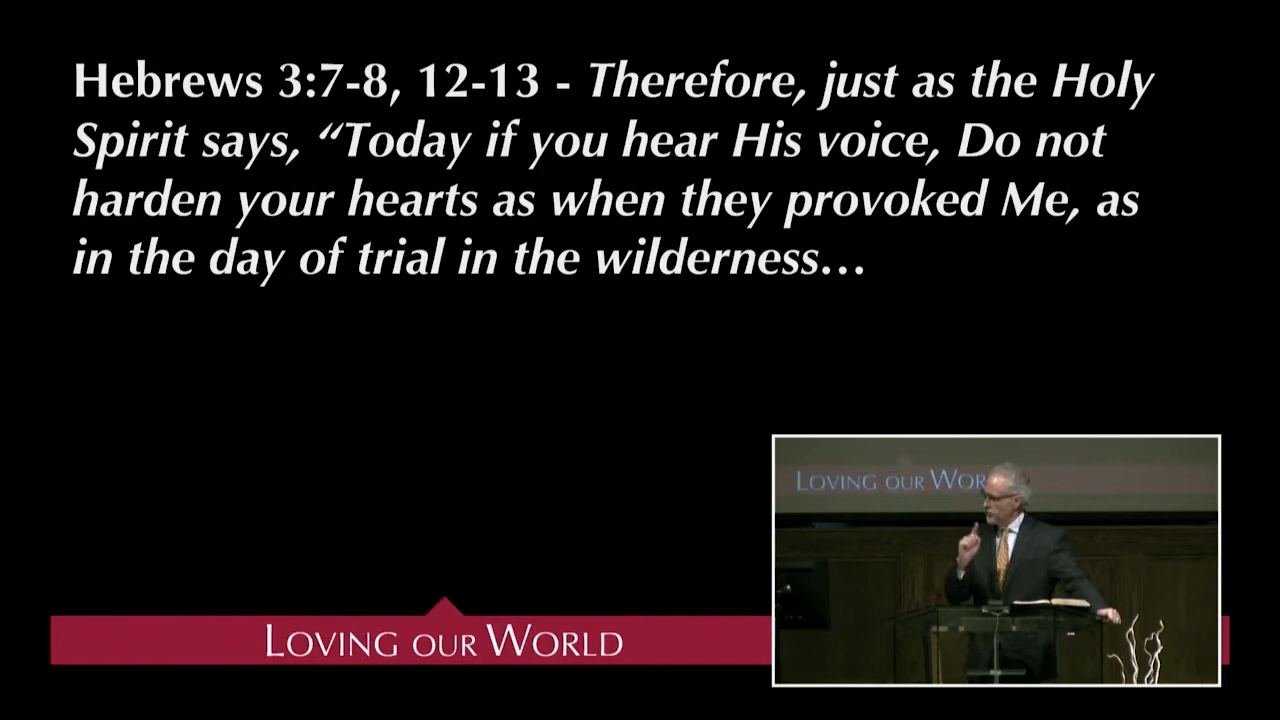 Hebrews 3:7-8, 12-13 - Therefore, just as the Holy
Spirit says, “Today if you hear His voice, Do not
harden your hearts as when they provoked Me, as
in the day of trial in the wilderness…
LOVING OUR WOR
LOVING OUR WORLD